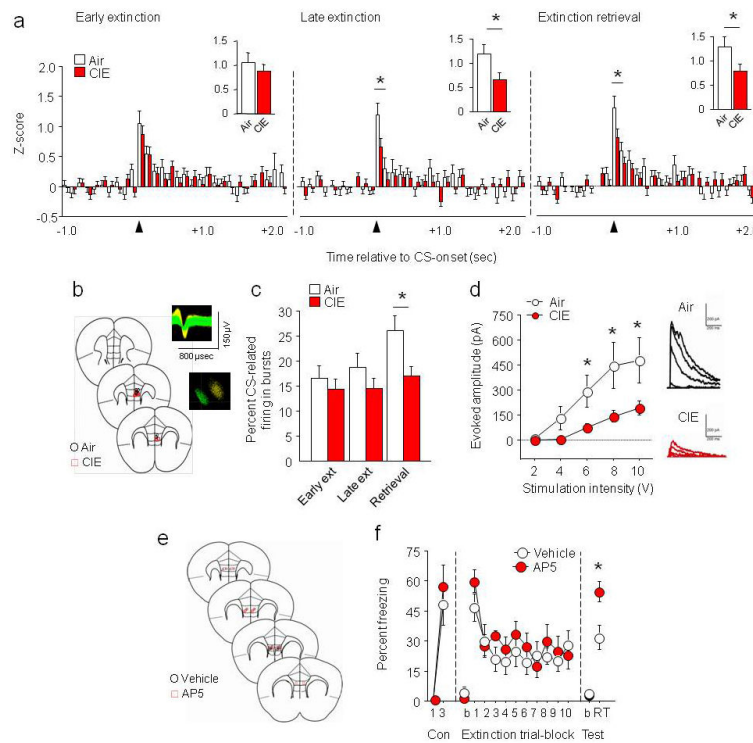 a
Early extinction
Late extinction
Extinction retrieval
Air
CIE
Z-score
2.0
1.5
1.0
0.5
0
-0.5
1.5
1.0
0.5
0
Air
CIE
*
*
1.5
1.0
0.5
0
Air
CIE
*
*
1.5
1.0
0.5
0
Air
CIE
-1.0
+1.0
+2.0
-1.0
+1.0
+2.0
-1.0
+1.0
+2.0
Time relative to CS-onset (sec)
b
150 µV
800 µsec
Air
CIE
c
Air
CIE
*
Percent CS-related
firing in bursts
30
25
20
15
10
5
0
Early ext
Late ext
Retrieval
d
Air
CIE
* * *
Evoked amplitude (pA)
750
600
450
300
150
0
2 4 6 8 10
Stimulation intensity (V)
Air
CIE
e
Vehicle
AP5
f
Vehicle
AP5
*
Percent freezing
90
75
60
45
30
15
0
1 3
b 1 2 3 4 5 6 7 8 9 10
b RT
Con
Extinction trial-block
Test